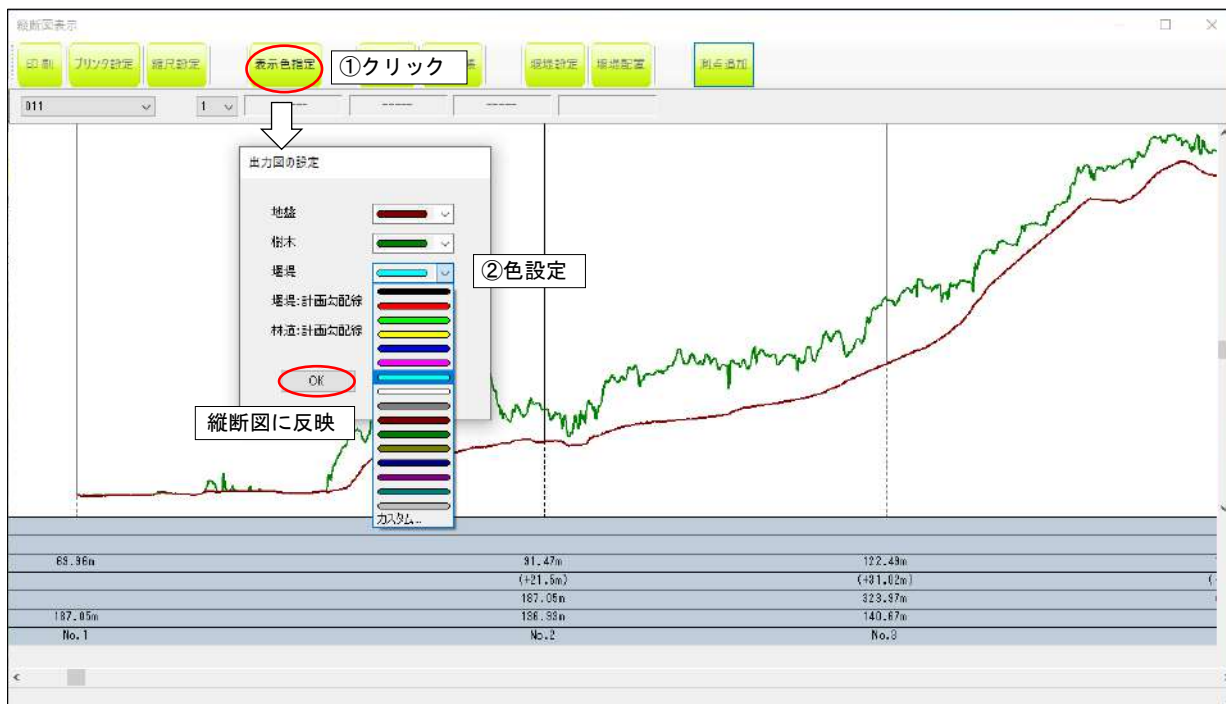 縦断図表示
印刷 プリンタ設定 縮尺設定 表示色指定 ①クリック 堰堤設定 堰堤配置 測点追加
D11 1 ----- -----
出力図の設定
地盤
樹木
堰堤
②色設定
堰堤:計画勾配線
林道:計画勾配線
OK
縦断図に反映
カスタム...
69.96m 91.47m 122.49m
(+21.5m) (+31.02m)
187.05m 323.97m
187.05m 136.93m 140.67m
No.1 No.2 No.3